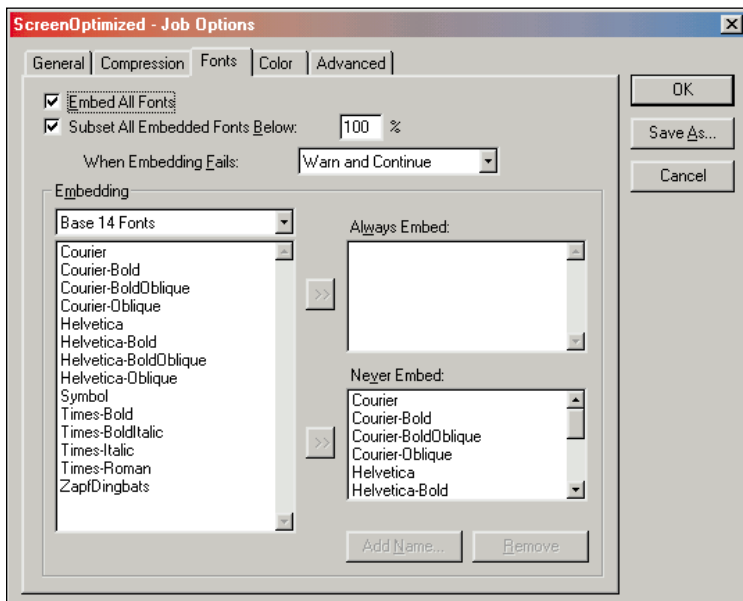 ScreenOptimized - Job Options
General
Compression
Fonts
Color
Advanced
OK
Save As...
Cancel
Embed All Fonts
Subset All Embedded Fonts Below: 100 %
When Embedding Fails: Warn and Continue
Embedding
Base 14 Fonts
Courier
Courier-Bold
Courier-BoldOblique
Courier-Oblique
Helvetica
Helvetica-Bold
Helvetica-BoldOblique
Helvetica-Oblique
Symbol
Times-Bold
Times-BoldItalic
Times-Italic
Times-Roman
ZapfDingbats
>>
>>
Always Embed:
Never Embed:
Courier
Courier-Bold
Courier-BoldOblique
Courier-Oblique
Helvetica
Helvetica-Bold
Add Name...
Remove